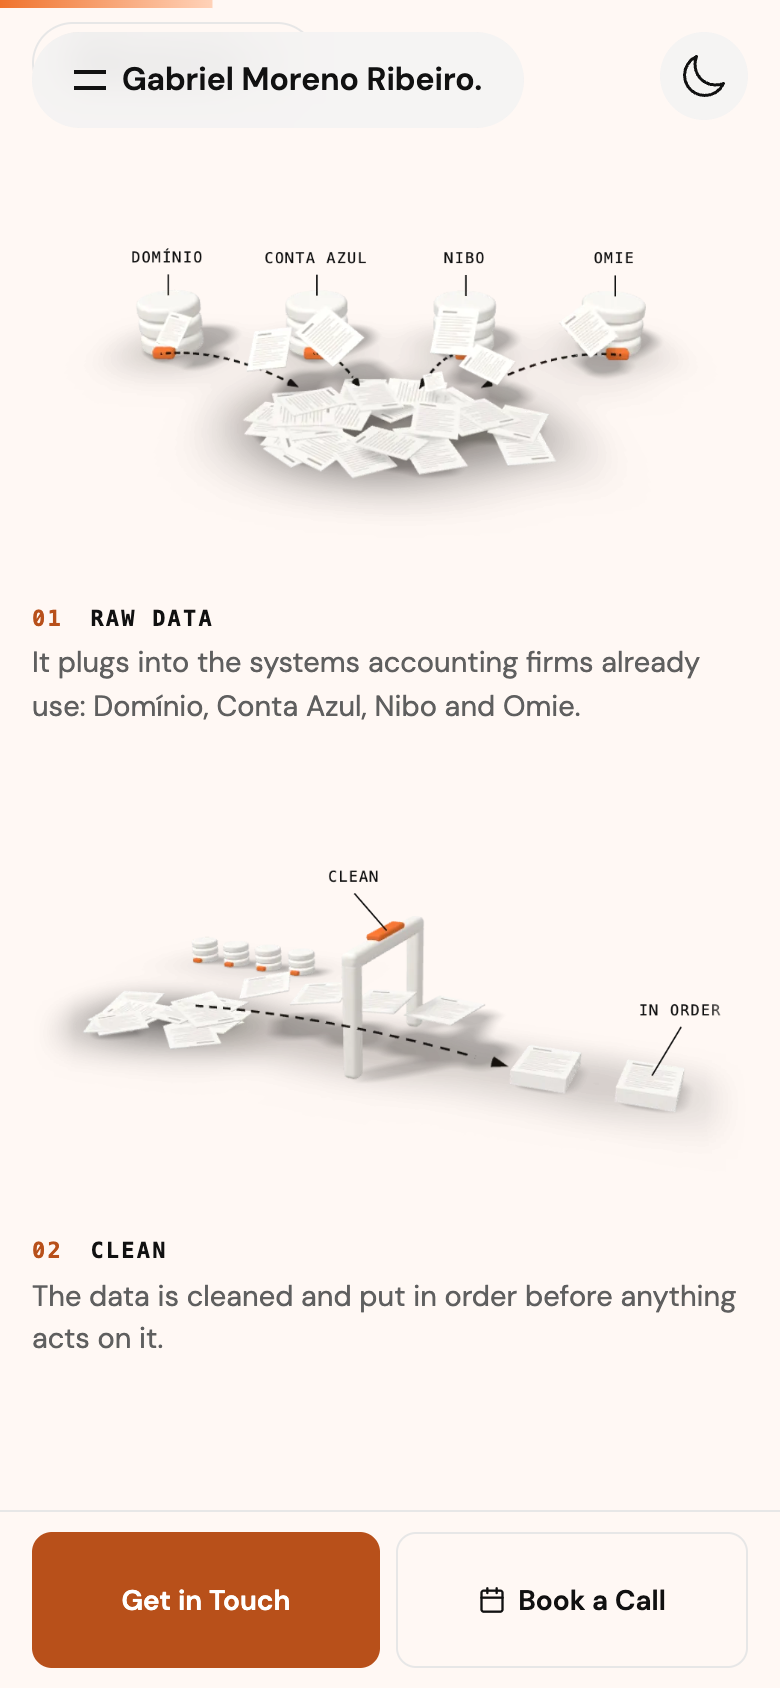 Gabriel Moreno Ribeiro.
DOMÍNIO CONTA AZUL NIBO OMIE
01 RAW DATA
It plugs into the systems accounting firms already
use: Domínio, Conta Azul, Nibo and Omie.
CLEAN
IN ORDER
02 CLEAN
The data is cleaned and put in order before anything
acts on it.
Get in Touch
Book a Call